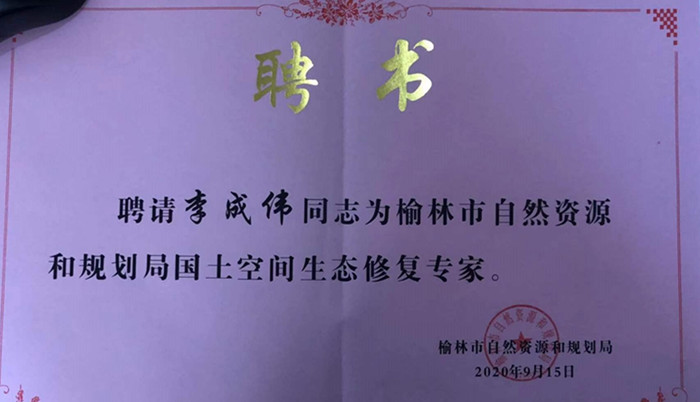 聘 书
聘请李成伟同志为榆林市自然资源
和规划局国土空间生态修复专家。
榆林市自然资源和规划局
2020年9月15日